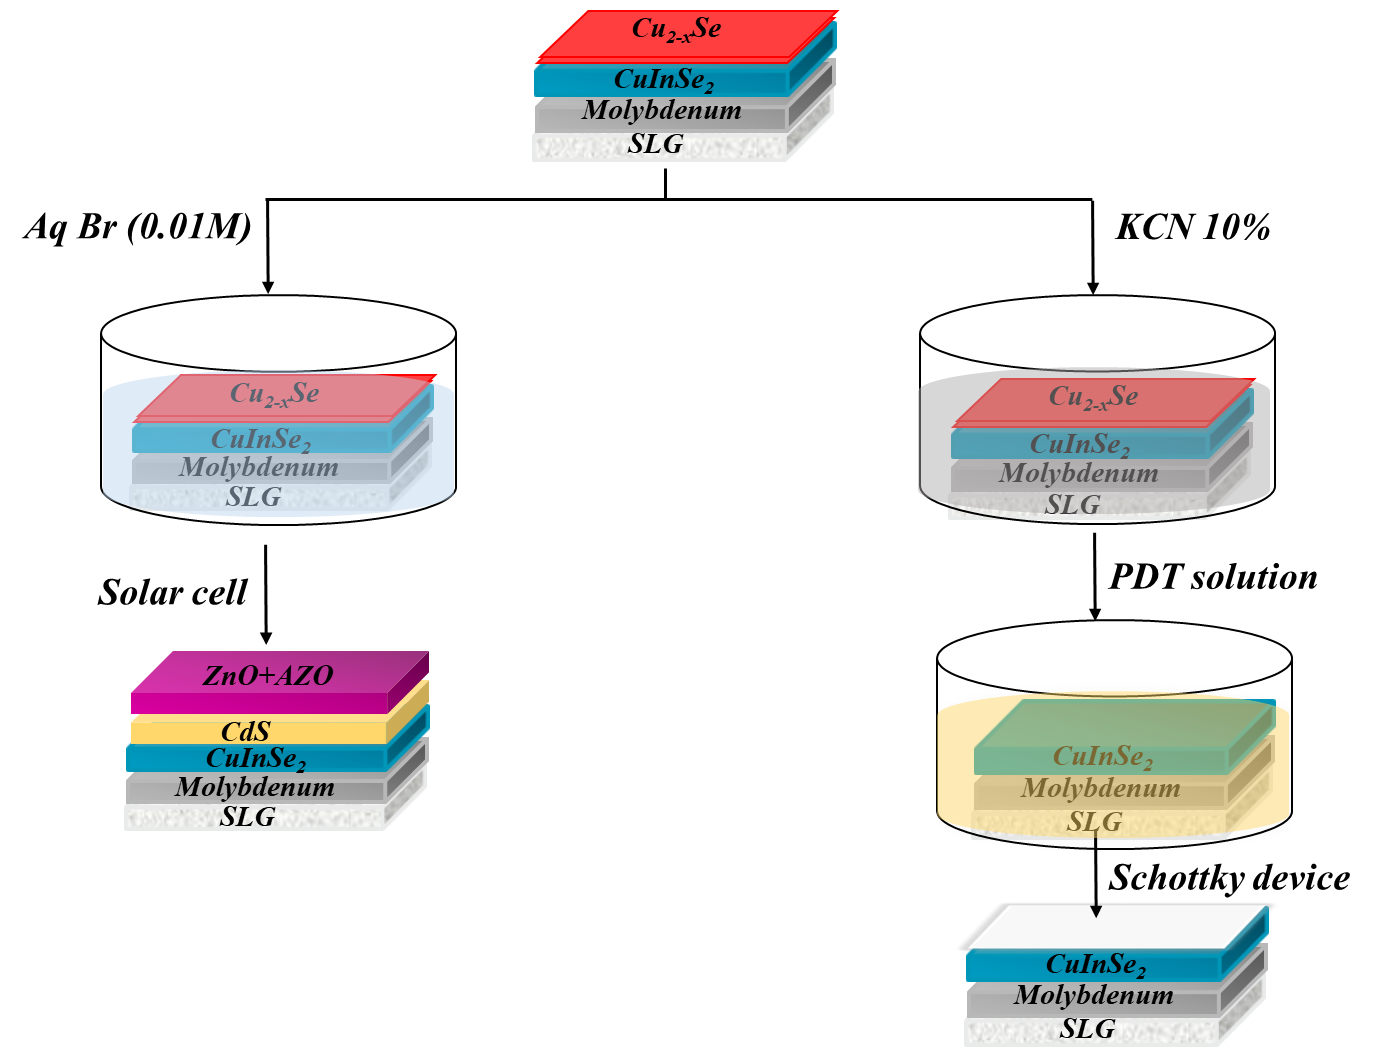 Cu2-xSe
CuInSe2
Molybdenum
SLG
Aq Br (0.01M)
KCN 10%
Cu2-xSe
CuInSe2
Molybdenum
SLG
Cu2-xSe
CuInSe2
Molybdenum
SLG
Solar cell
PDT solution
ZnO+AZO
CdS
CuInSe2
Molybdenum
SLG
CuInSe2
Molybdenum
SLG
Schottky device
CuInSe2
Molybdenum
SLG